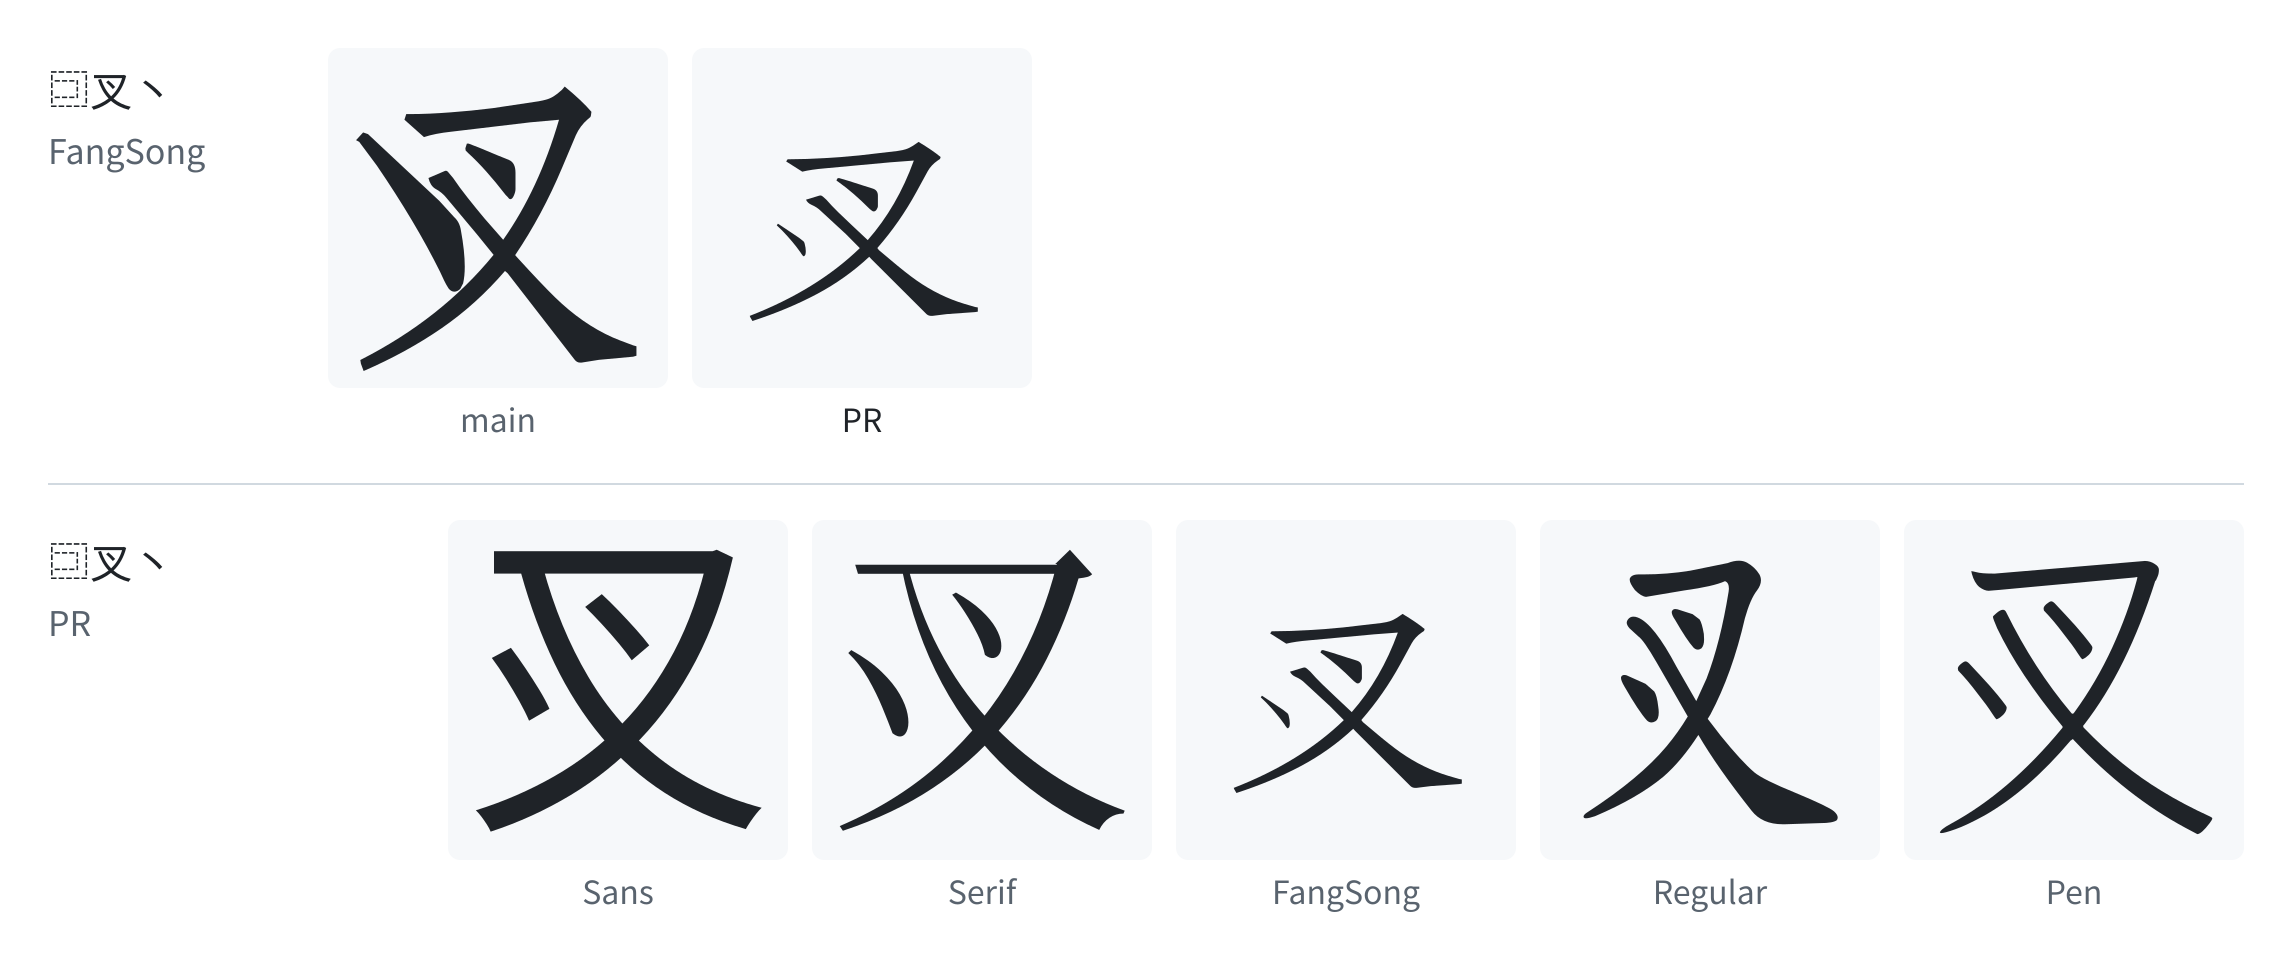 ⿼叉丶
FangSong
main
PR
⿼叉丶
PR
Sans
Serif
FangSong
Regular
Pen